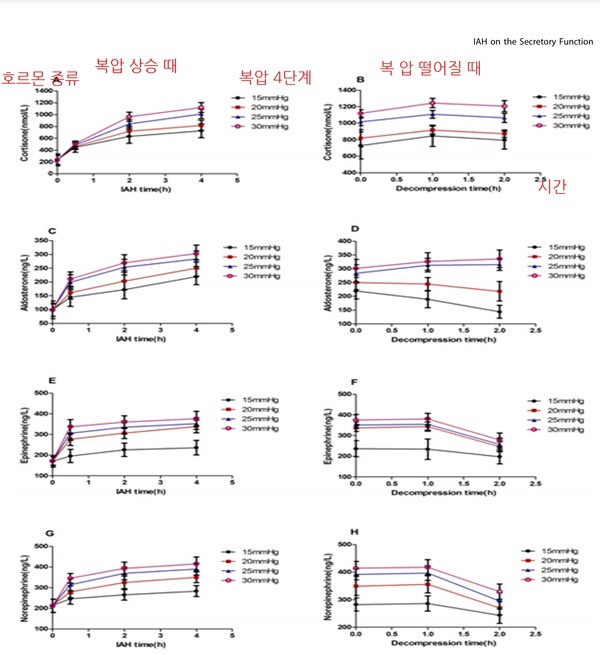 IAH on the Secretory Function
복압 상승 때
복 압 떨어질 때
호르몬 종류
복압 4단계
A
1400
1200
1000
800
600
400
200
0
Cortisone(nmol/L)
0 1 2 3 4 5
IAH time(h)
15mmHg
20mmHg
25mmHg
30mmHg
B
1400
1200
1000
800
600
400
Cortisone(nmol/L)
0.0 0.5 1.0 1.5 2.0 2.5
Decompression time(h)
15mmHg
20mmHg
25mmHg
30mmHg
시간
C
350
300
250
200
150
100
50
Aldosterone(ng/L)
0 1 2 3 4 5
IAH time(h)
15mmHg
20mmHg
25mmHg
30mmHg
D
400
350
300
250
200
150
100
Aldosterone(ng/L)
0.0 0.5 1.0 1.5 2.0 2.5
Decompression time(h)
15mmHg
20mmHg
25mmHg
30mmHg
E
500
400
300
200
100
Epinephrine(ng/L)
0 1 2 3 4 5
IAH time(h)
15mmHg
20mmHg
25mmHg
30mmHg
F
500
400
300
200
100
Epinephrine(ng/L)
0.0 0.5 1.0 1.5 2.0 2.5
Decompression time(h)
15mmHg
20mmHg
25mmHg
30mmHg
G
500
400
300
200
100
Norepinephrine(ng/L)
0 1 2 3 4 5
IAH time(h)
15mmHg
20mmHg
25mmHg
30mmHg
H
500
400
300
200
Norepinephrine(ng/L)
0.0 0.5 1.0 1.5 2.0 2.5
Decompression time(h)
15mmHg
20mmHg
25mmHg
30mmHg